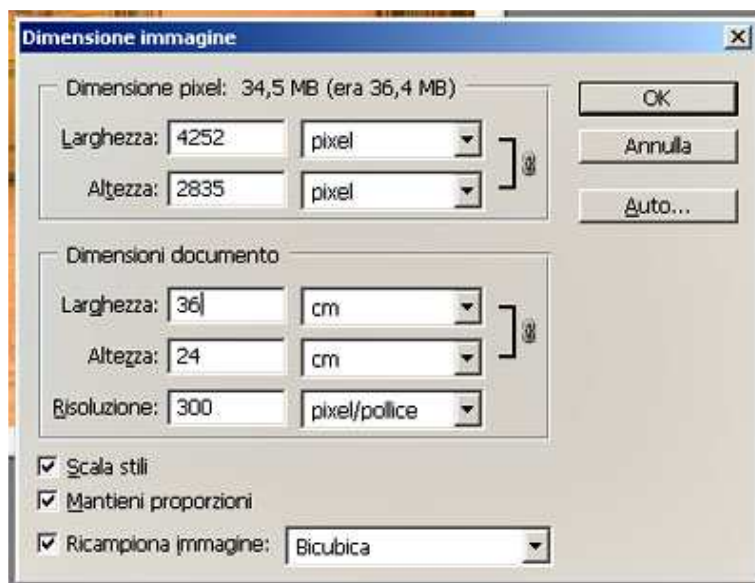 Dimensione immagine
Dimensione pixel: 34,5 MB (era 36,4 MB)
OK
Larghezza: 4252 pixel
Annulla
Altezza: 2835 pixel
Auto...
Dimensioni documento
Larghezza: 36 cm
Altezza: 24 cm
Risoluzione: 300 pixel/pollice
Scala stili
Mantieni proporzioni
Ricampiona immagine: Bicubica